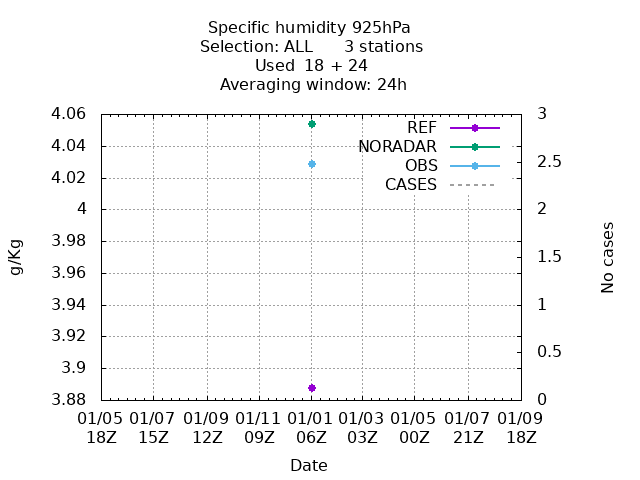 Specific humidity 925hPa
Selection: ALL      3 stations
Used  18 + 24
Averaging window: 24h
4.06
4.04
4.02
4
3.98
3.96
3.94
3.92
3.9
3.88
g/Kg
REF
NORADAR
OBS
CASES
3
2.5
2
1.5
1
0.5
0
No cases
01/05 01/07 01/09 01/11 01/01 01/03 01/05 01/07 01/09
18Z 15Z 12Z 09Z 06Z 03Z 00Z 21Z 18Z
Date